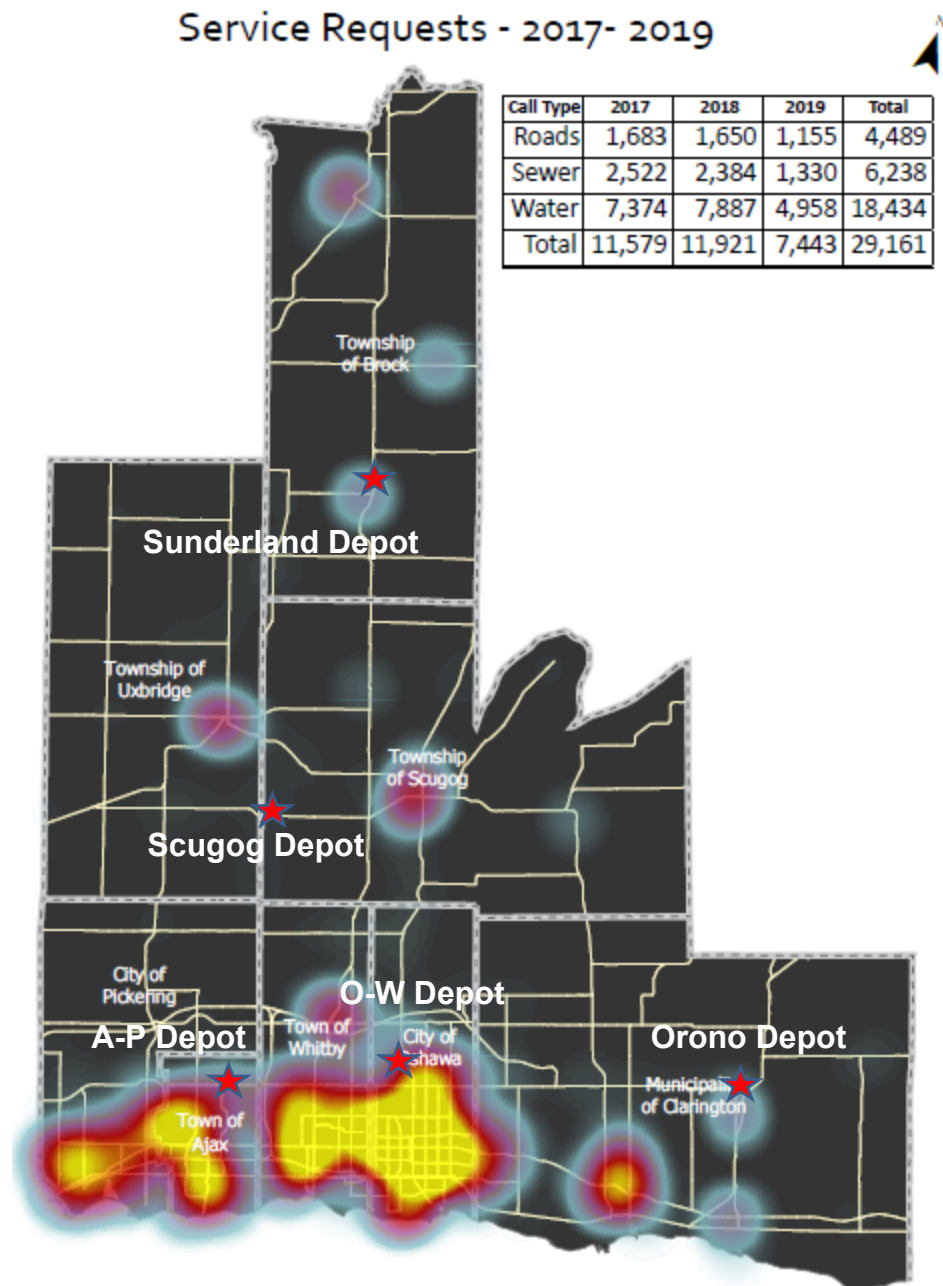 Service Requests - 2017- 2019
Call Type 2017 2018 2019 Total
Roads 1,683 1,650 1,155 4,489
Sewer 2,522 2,384 1,330 6,238
Water 7,374 7,887 4,958 18,434
Total 11,579 11,921 7,443 29,161
Township
of Brock
Sunderland Depot
Township of
Uxbridge
Township
of Scugog
Scugog Depot
City of
Pickering
O-W Depot
A-P Depot
Town of
Whitby
City of
shawa
Orono Depot
Municipali
of Clarington
Town of
Ajax